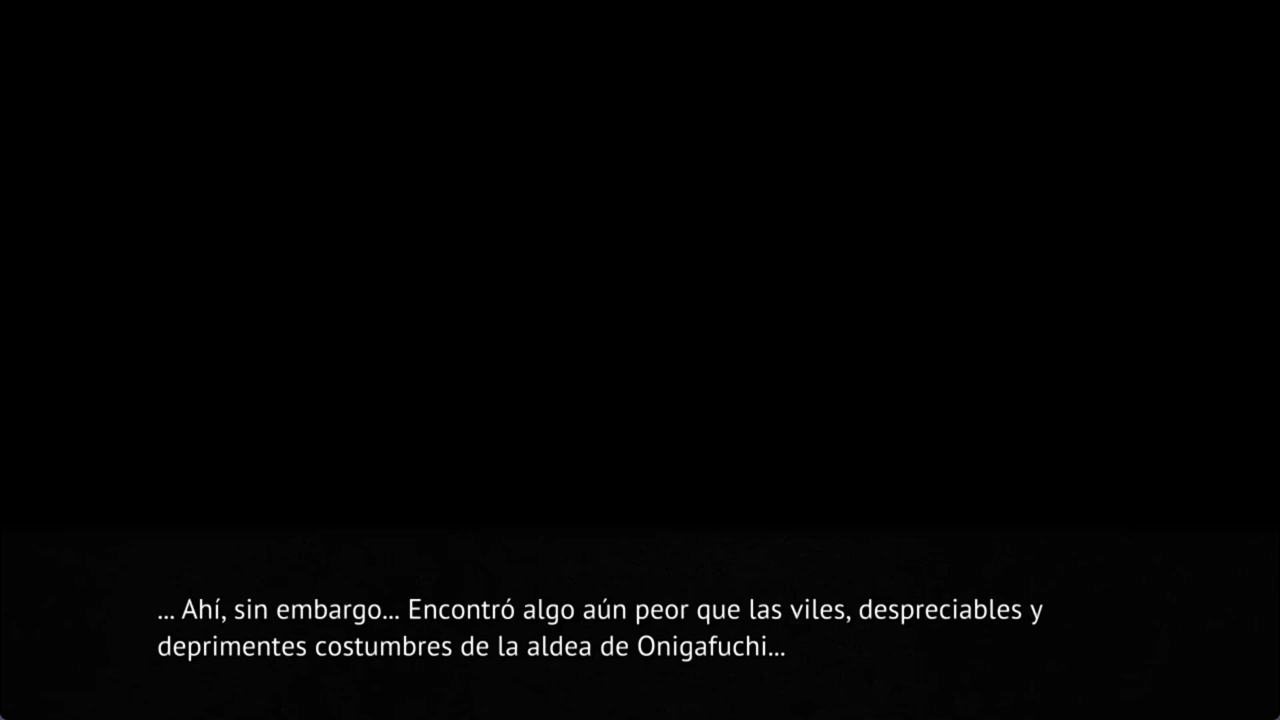 ... Ahí, sin embargo... Encontró algo aún peor que las viles, despreciables y
deprimentes costumbres de la aldea de Onigafuchi...